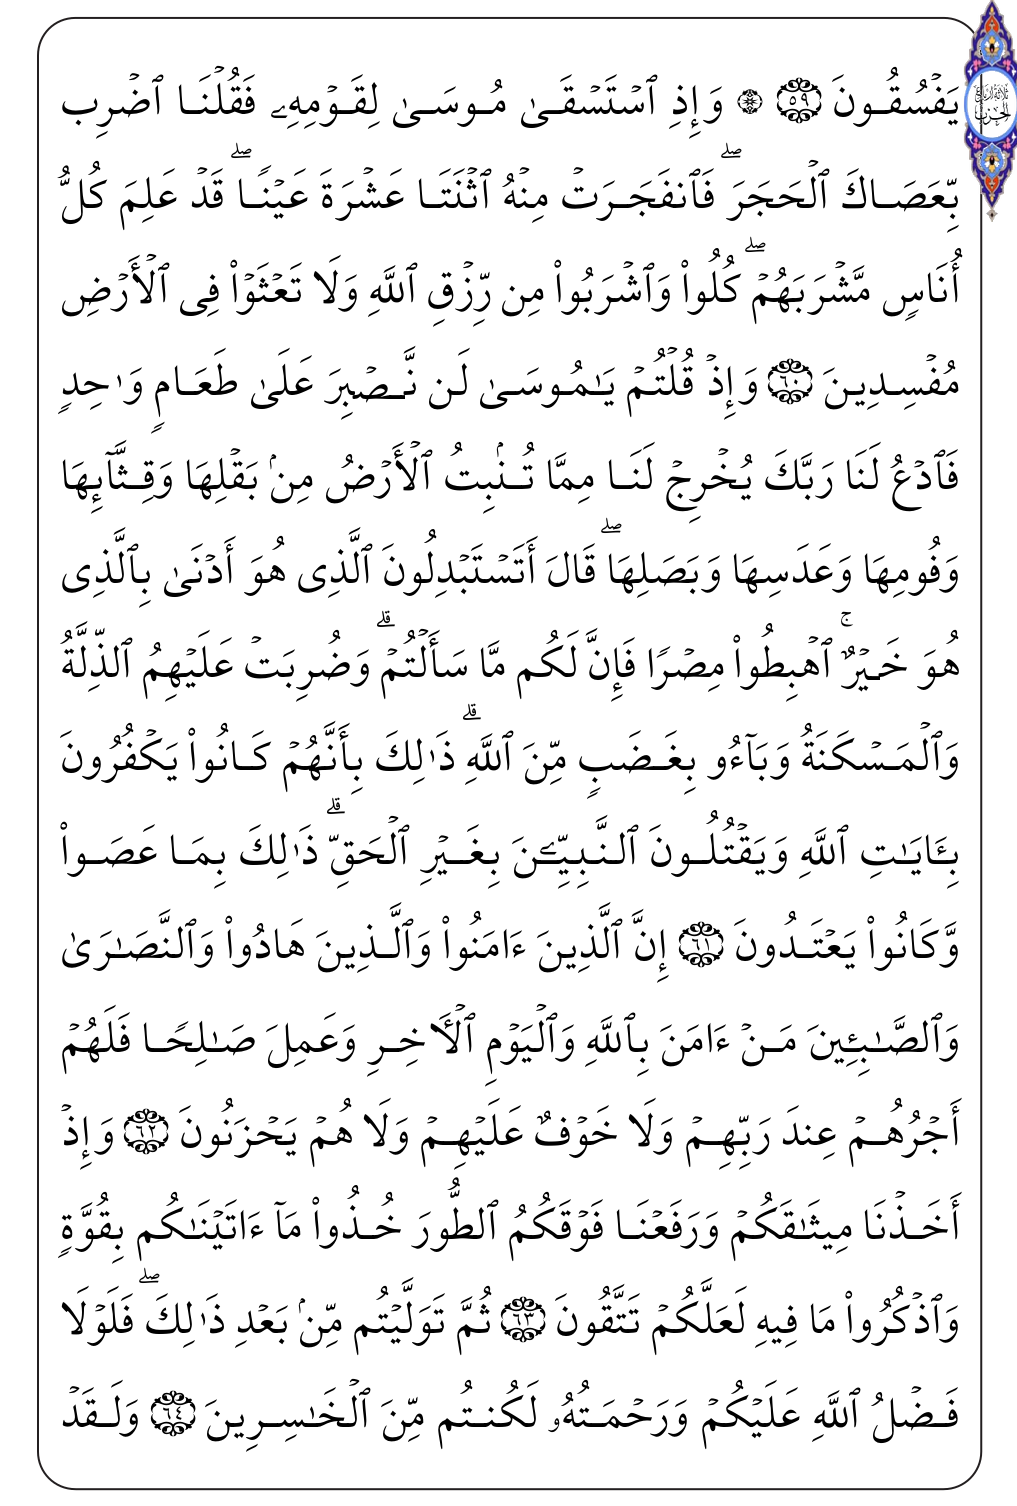 يَفۡسُقُونَ ٥٩ ۞ وَإِذِ ٱسۡتَسۡقَىٰ مُوسَىٰ لِقَوۡمِهِۦ فَقُلۡنَا ٱضۡرِب
ثلاثة أرباع الحزب
بِّعَصَاكَ ٱلۡحَجَرَۖ فَٱنفَجَرَتۡ مِنۡهُ ٱثۡنَتَا عَشۡرَةَ عَيۡنٗاۖ قَدۡ عَلِمَ كُلُّ
أُنَاسٖ مَّشۡرَبَهُمۡۖ كُلُواْ وَٱشۡرَبُواْ مِن رِّزۡقِ ٱللَّهِ وَلَا تَعۡثَوۡاْ فِي ٱلۡأَرۡضِ
مُفۡسِدِينَ ٦٠ وَإِذۡ قُلۡتُمۡ يَٰمُوسَىٰ لَن نَّصۡبِرَ عَلَىٰ طَعَامٖ وَٰحِدٖ
فَٱدۡعُ لَنَا رَبَّكَ يُخۡرِجۡ لَنَا مِمَّا تُنۢبِتُ ٱلۡأَرۡضُ مِنۢ بَقۡلِهَا وَقِثَّآئِهَا
وَفُومِهَا وَعَدَسِهَا وَبَصَلِهَاۖ قَالَ أَتَسۡتَبۡدِلُونَ ٱلَّذِي هُوَ أَدۡنَىٰ بِٱلَّذِي
هُوَ خَيۡرٌۚ ٱهۡبِطُواْ مِصۡرٗا فَإِنَّ لَكُم مَّا سَأَلۡتُمۡۗ وَضُرِبَتۡ عَلَيۡهِمُ ٱلذِّلَّةُ
وَٱلۡمَسۡكَنَةُ وَبَآءُو بِغَضَبٖ مِّنَ ٱللَّهِۗ ذَٰلِكَ بِأَنَّهُمۡ كَانُواْ يَكۡفُرُونَ
بِـَٔايَٰتِ ٱللَّهِ وَيَقۡتُلُونَ ٱلنَّبِيِّـۧنَ بِغَيۡرِ ٱلۡحَقِّۗ ذَٰلِكَ بِمَا عَصَواْ
وَّكَانُواْ يَعۡتَدُونَ ٦١ إِنَّ ٱلَّذِينَ ءَامَنُواْ وَٱلَّذِينَ هَادُواْ وَٱلنَّصَٰرَىٰ
وَٱلصَّٰبِـِٔينَ مَنۡ ءَامَنَ بِٱللَّهِ وَٱلۡيَوۡمِ ٱلۡأٓخِرِ وَعَمِلَ صَٰلِحٗا فَلَهُمۡ
أَجۡرُهُمۡ عِندَ رَبِّهِمۡ وَلَا خَوۡفٌ عَلَيۡهِمۡ وَلَا هُمۡ يَحۡزَنُونَ ٦٢ وَإِذۡ
أَخَذۡنَا مِيثَٰقَكُمۡ وَرَفَعۡنَا فَوۡقَكُمُ ٱلطُّورَ خُذُواْ مَآ ءَاتَيۡنَٰكُم بِقُوَّةٖ
وَٱذۡكُرُواْ مَا فِيهِ لَعَلَّكُمۡ تَتَّقُونَ ٦٣ ثُمَّ تَوَلَّيۡتُم مِّنۢ بَعۡدِ ذَٰلِكَۖ فَلَوۡلَا
فَضۡلُ ٱللَّهِ عَلَيۡكُمۡ وَرَحۡمَتُهُۥ لَكُنتُم مِّنَ ٱلۡخَٰسِرِينَ ٦٤ وَلَقَدۡ